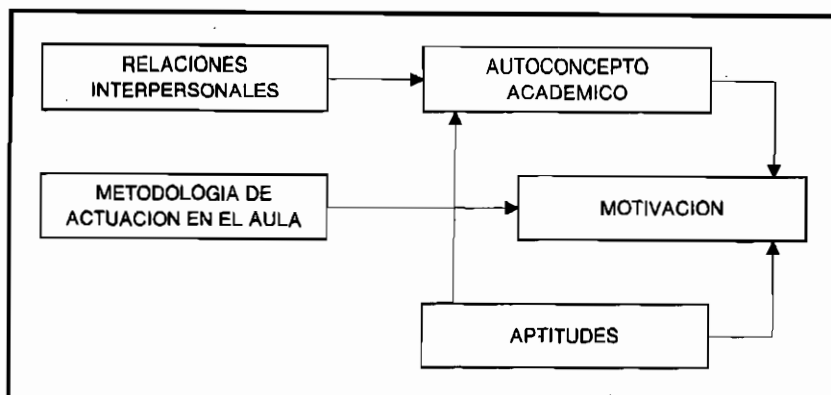 RELACIONES
INTERPERSONALES
AUTOCONCEPTO
ACADEMICO
METODOLOGIA DE
ACTUACION EN EL AULA
MOTIVACION
APTITUDES